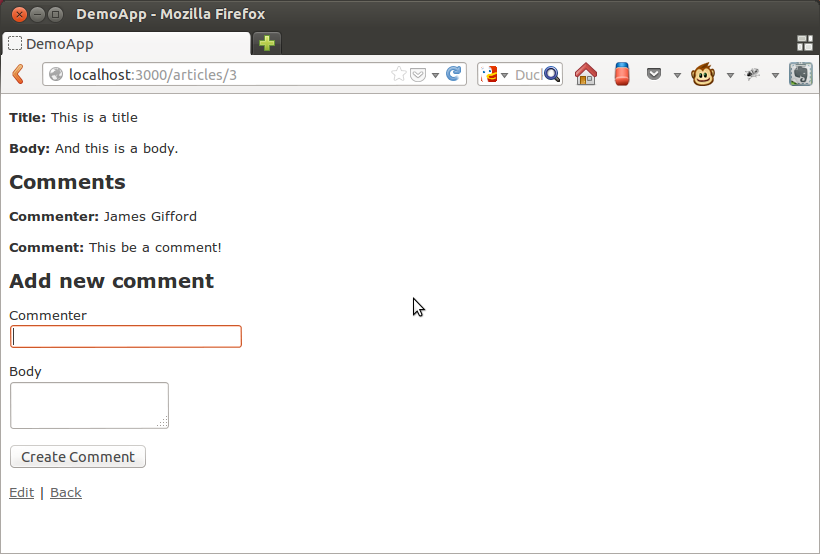 DemoApp - Mozilla Firefox
DemoApp
localhost:3000/articles/3
Title: This is a title
Body: And this is a body.
Comments
Commenter: James Gifford
Comment: This be a comment!
Add new comment
Commenter
Body
Create Comment
Edit | Back